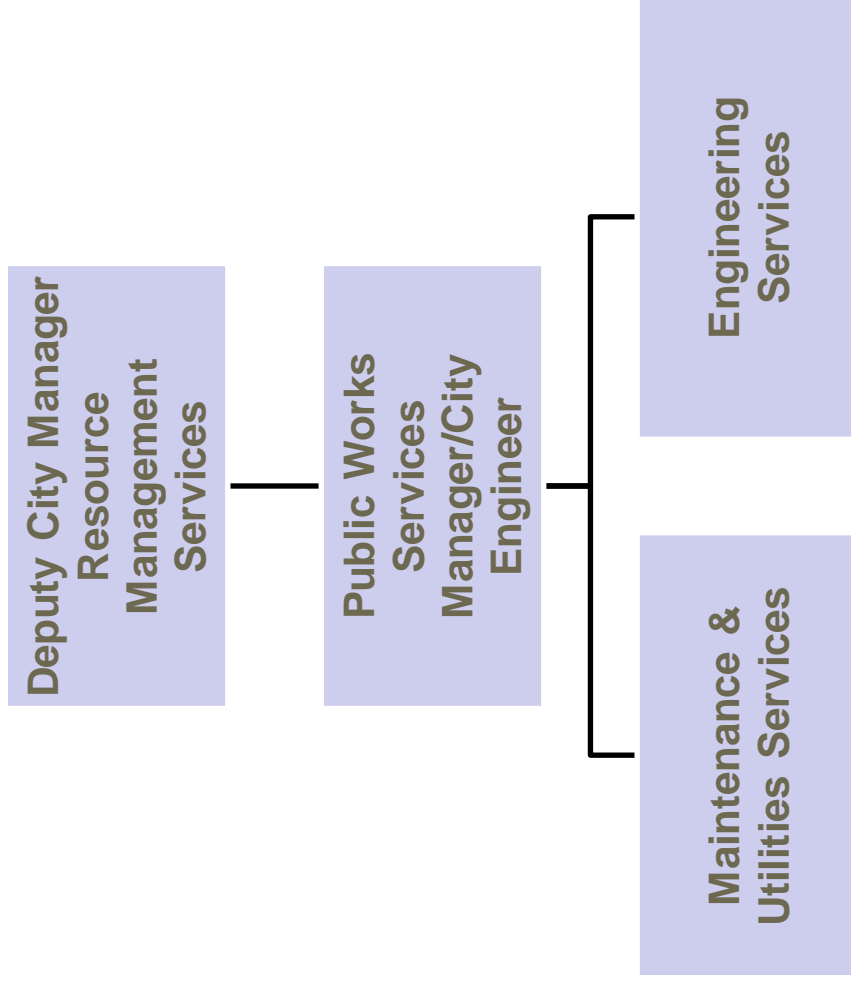 Deputy City Manager
Resource
Management
Services
Public Works
Services
Manager/City
Engineer
Maintenance &
Utilities Services
Engineering
Services